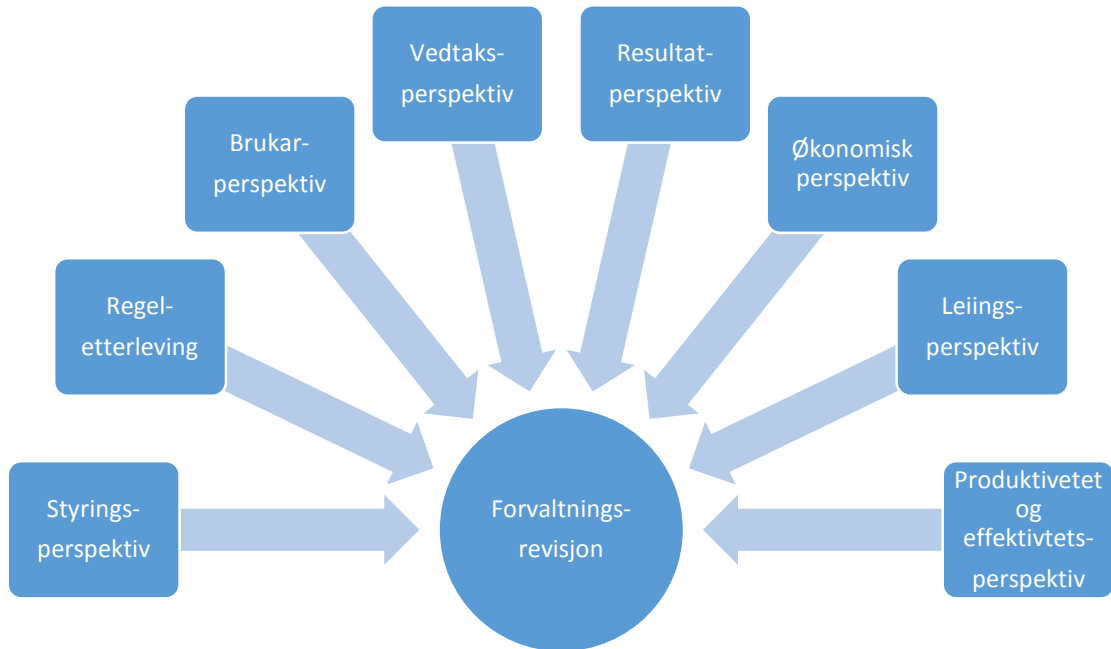 Vedtaks-
perspektiv
Resultat-
perspektiv
Brukar-
perspektiv
Økonomisk
perspektiv
Regel-
etterleving
Leiings-
perspektiv
Styrings-
perspektiv
Forvaltnings-
revisjon
Produktivetet
og
effektivtets-
perspektiv